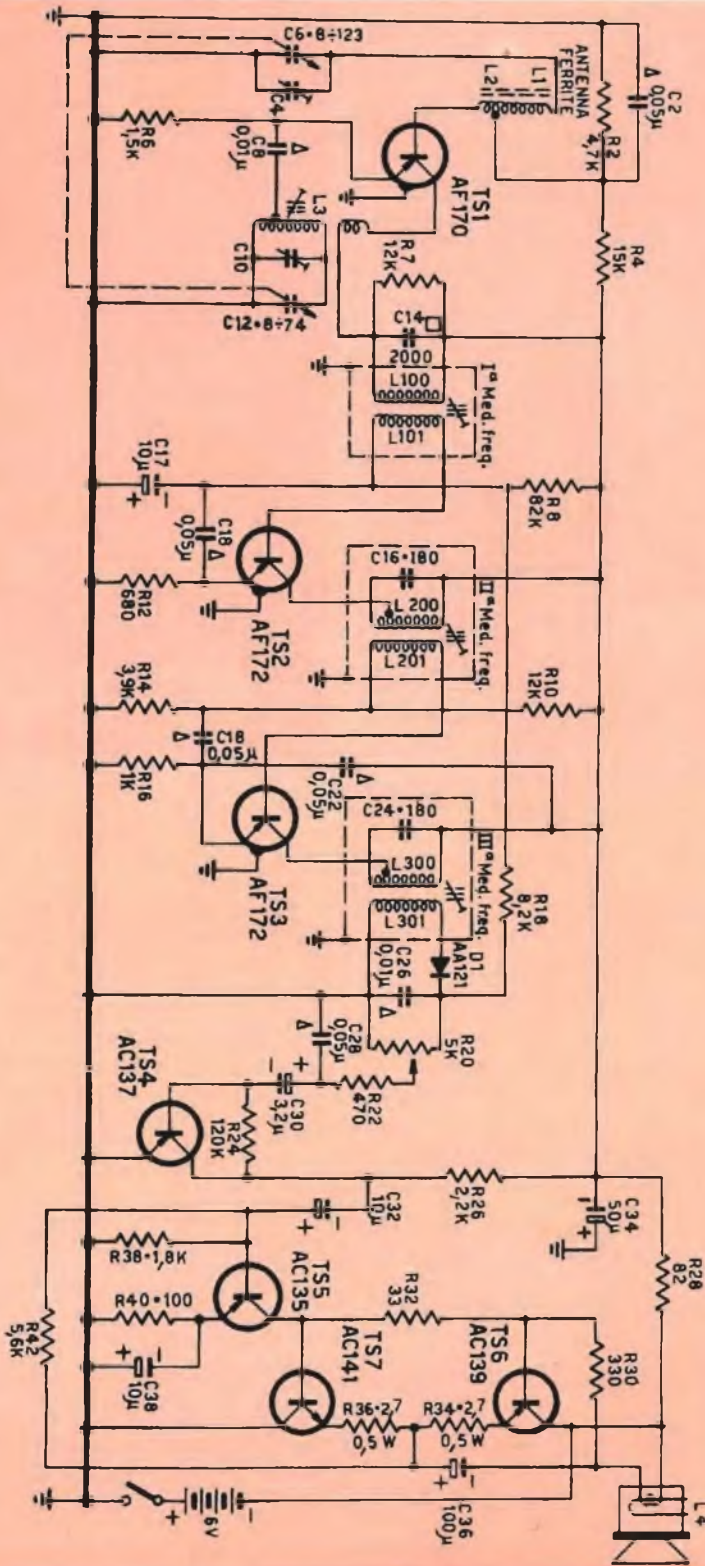 C6•8÷123
C4
R6
1,5K
C8
0,01µ
Δ
L3
C10
C12•8÷74
ANTENNA
FERRITE
L1
L2
C2
Δ 0,05µ
R2
4,7K
R4
15K
TS1
AF170
R7
12K
C14
2000
L100
L101
Iª Med. freq.
C17
10µ
+
-
C18
0,05µ
Δ
R8
82K
R12
680
TS2
AF172
C16•180
L200
L201
IIª Med. freq.
R10
12K
R14
3,9K
C18
0,05µ
Δ
R16
1K
C22
0,05µ
Δ
TS3
AF172
C24•180
L300
L301
IIIª Med. freq.
R18
8,2K
D1
AA121
C26
0,01µ
Δ
R20
5K
C28
0,05µ
Δ
R22
470
C30
3,2µ
+
-
R24
120K
TS4
AC137
R26
2,2K
C32
10µ
-
+
C34
50µ
-
+
R28
82
R38•1,8K
R40•100
TS5
AC135
R32
33
R30
330
R42
5,6K
C38
10µ
+
-
TS7
AC141
TS6
AC139
R36•2,7
0,5 W
R34•2,7
0,5 W
C36
100µ
-
6V
+
-
L4